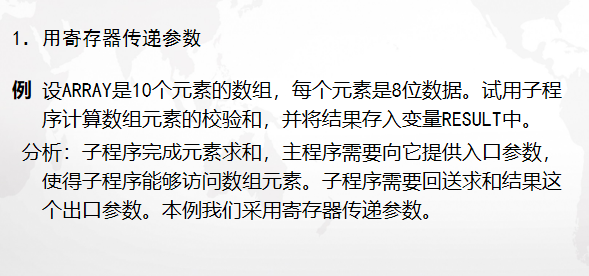 1. 用寄存器传递参数
例 设ARRAY是10个元素的数组，每个元素是8位数据。试用子程
序计算数组元素的校验和，并将结果存入变量RESULT中。
分析：子程序完成元素求和，主程序需要向它提供入口参数，
使得子程序能够访问数组元素。子程序需要回送求和结果这
个出口参数。本例我们采用寄存器传递参数。